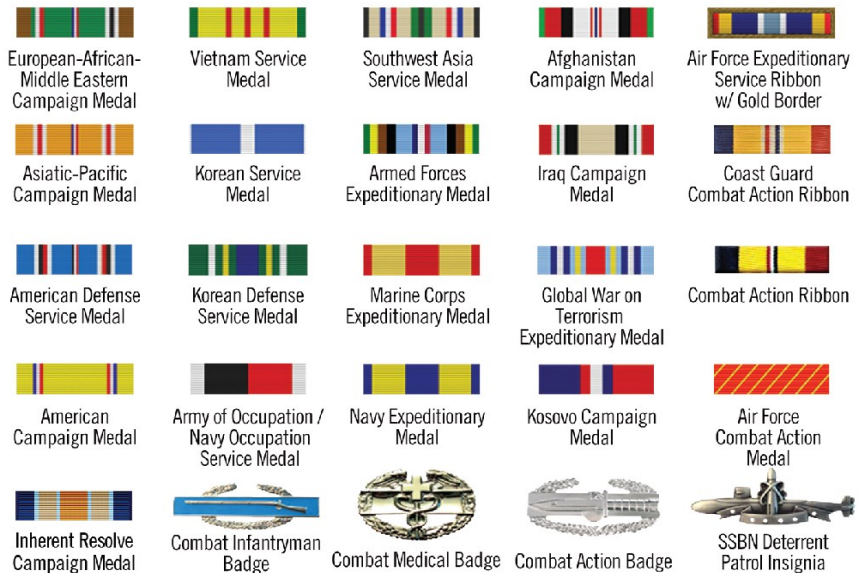 European-African-
Middle Eastern
Campaign Medal
Vietnam Service
Medal
Southwest Asia
Service Medal
Afghanistan
Campaign Medal
Air Force Expeditionary
Service Ribbon
w/ Gold Border
Asiatic-Pacific
Campaign Medal
Korean Service
Medal
Armed Forces
Expeditionary Medal
Iraq Campaign
Medal
Coast Guard
Combat Action Ribbon
American Defense
Service Medal
Korean Defense
Service Medal
Marine Corps
Expeditionary Medal
Global War on
Terrorism
Expeditionary Medal
Combat Action Ribbon
American
Campaign Medal
Army of Occupation /
Navy Occupation
Service Medal
Navy Expeditionary
Medal
Kosovo Campaign
Medal
Air Force
Combat Action
Medal
Inherent Resolve
Campaign Medal
Combat Infantryman
Badge
Combat Medical Badge
Combat Action Badge
SSBN Deterrent
Patrol Insignia